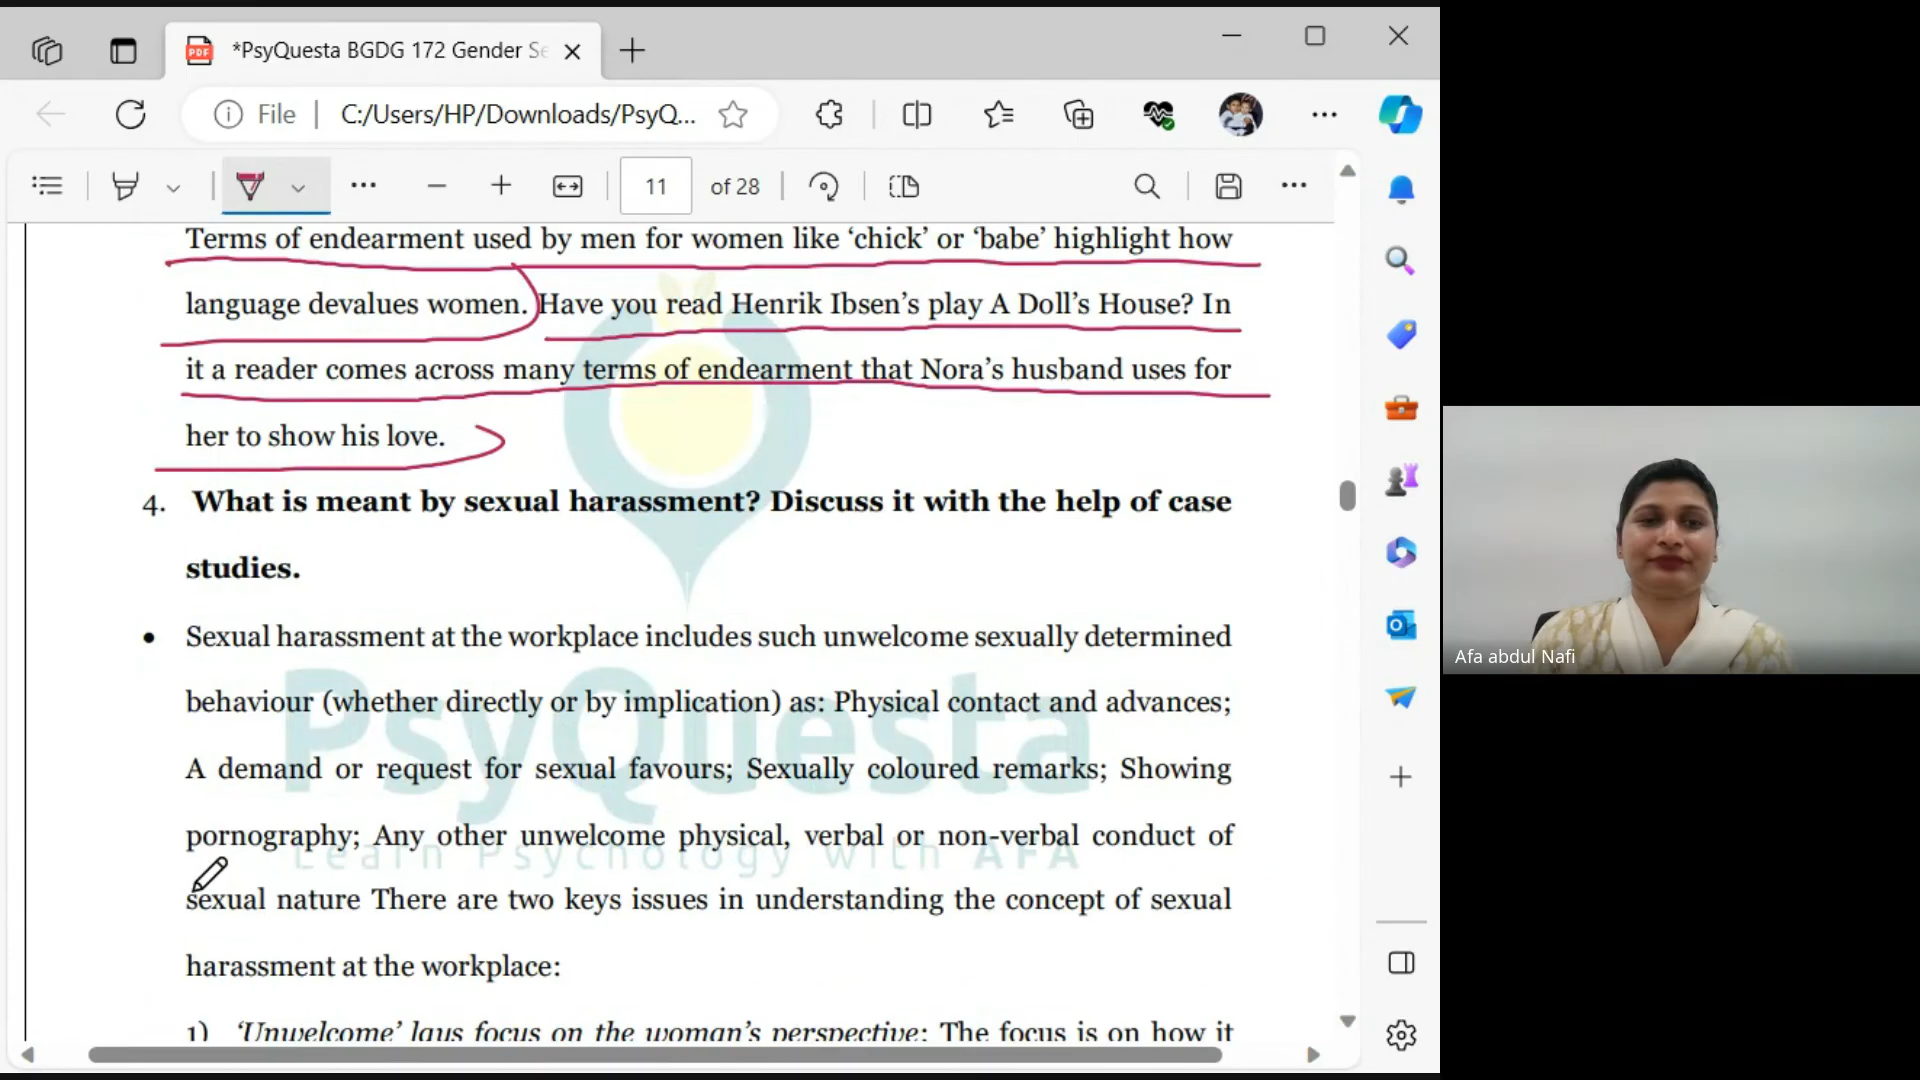 *PsyQuesta BGDG 172 Gender Se
File
C:/Users/HP/Downloads/PsyQ...
11 of 28
Terms of endearment used by men for women like ‘chick’ or ‘babe’ highlight how
language devalues women. Have you read Henrik Ibsen’s play A Doll’s House? In
it a reader comes across many terms of endearment that Nora’s husband uses for
her to show his love.
4. What is meant by sexual harassment? Discuss it with the help of case
studies.
• Sexual harassment at the workplace includes such unwelcome sexually determined
behaviour (whether directly or by implication) as: Physical contact and advances;
A demand or request for sexual favours; Sexually coloured remarks; Showing
pornography; Any other unwelcome physical, verbal or non-verbal conduct of
sexual nature There are two keys issues in understanding the concept of sexual
harassment at the workplace:
1) ‘Unwelcome’ lays focus on the woman’s perspective: The focus is on how it
PsyQuesta
Learn Psychology with AFA
Afa abdul Nafi